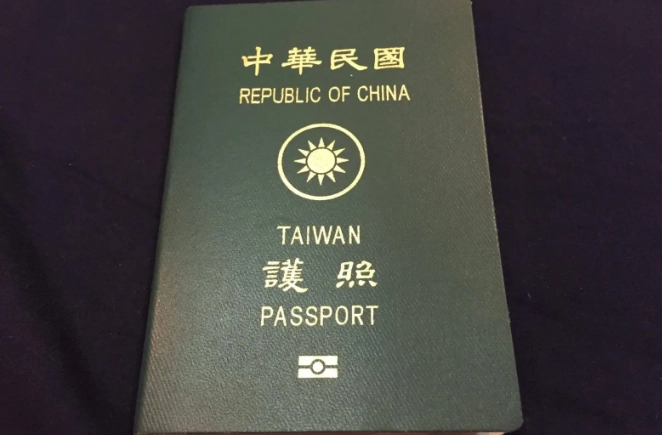 中華民國
REPUBLIC OF CHINA
TAIWAN
護照
PASSPORT